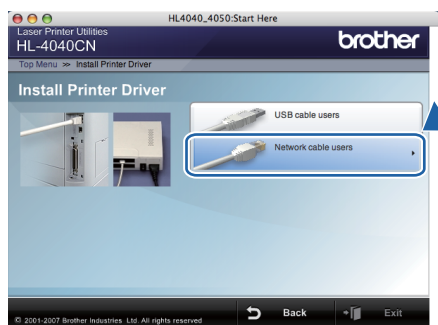 HL4040_4050:Start Here
Laser Printer Utilities
HL-4040CN
brother
Top Menu >> Install Printer Driver
Install Printer Driver
USB cable users
Network cable users
© 2001-2007 Brother Industries Ltd. All rights reserved
Back
Exit